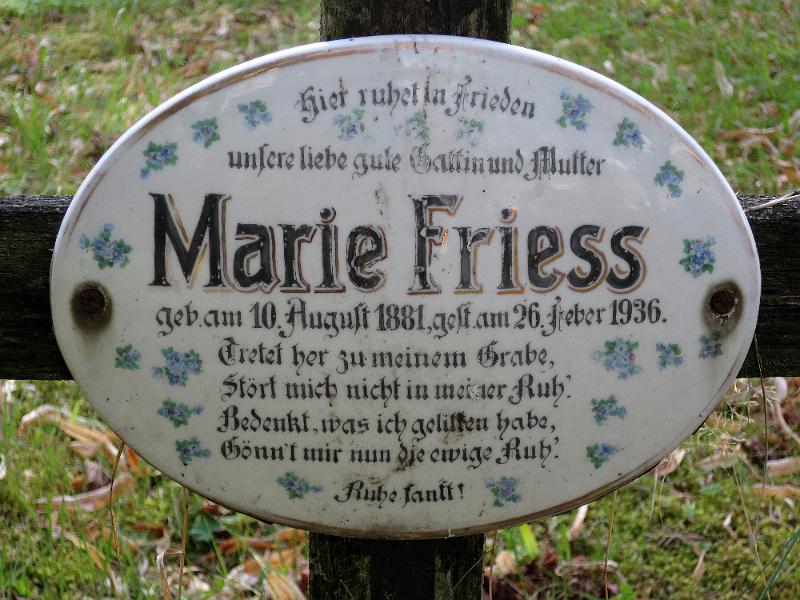 Hier ruhet in Frieden
unsere liebe gute Gattin und Mutter
Marie Friess
geb. am 10. August 1881, gest. am 26. Feber 1936.
Tretet her zu meinem Grabe,
Stört mich nicht in meiner Ruh'.
Bedenkt, was ich gelitten habe,
Gönn't mir nun die ewige Ruh'.
Ruhe sanft!